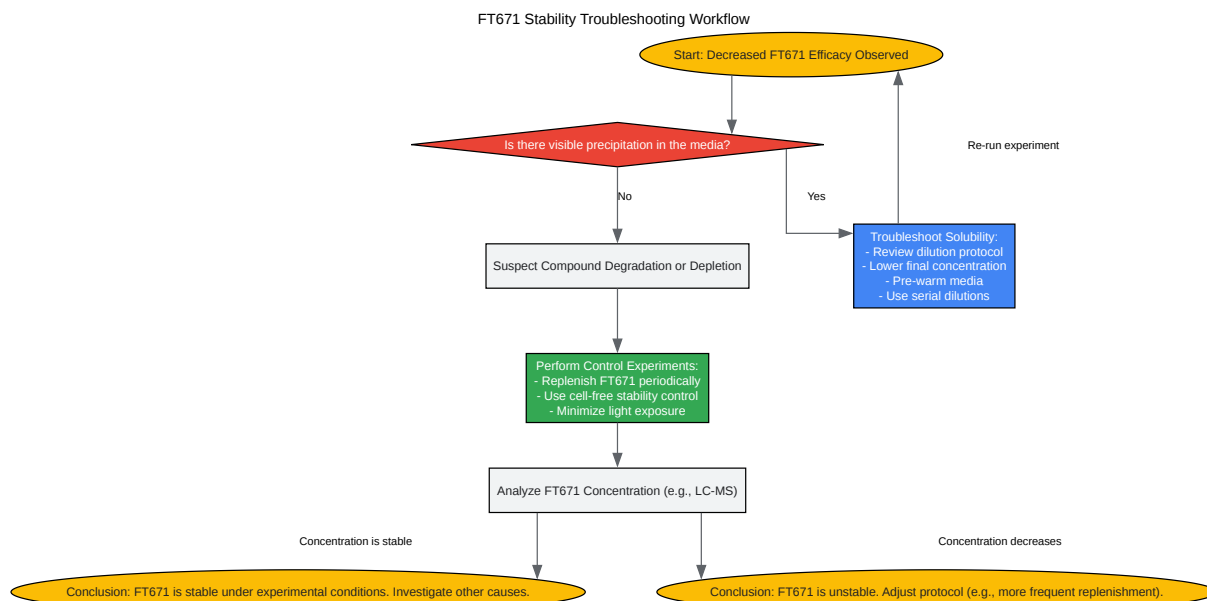 FT671 Stability Troubleshooting Workflow
Start: Decreased FT671 Efficacy Observed
Is there visible precipitation in the media?
Re-run experiment
No
Yes
Troubleshoot Solubility:
- Review dilution protocol
- Lower final concentration
- Pre-warm media
- Use serial dilutions
Suspect Compound Degradation or Depletion
Perform Control Experiments:
- Replenish FT671 periodically
- Use cell-free stability control
- Minimize light exposure
Analyze FT671 Concentration (e.g., LC-MS)
Concentration is stable
Concentration decreases
Conclusion: FT671 is stable under experimental conditions. Investigate other causes.
Conclusion: FT671 is unstable. Adjust protocol (e.g., more frequent replenishment).